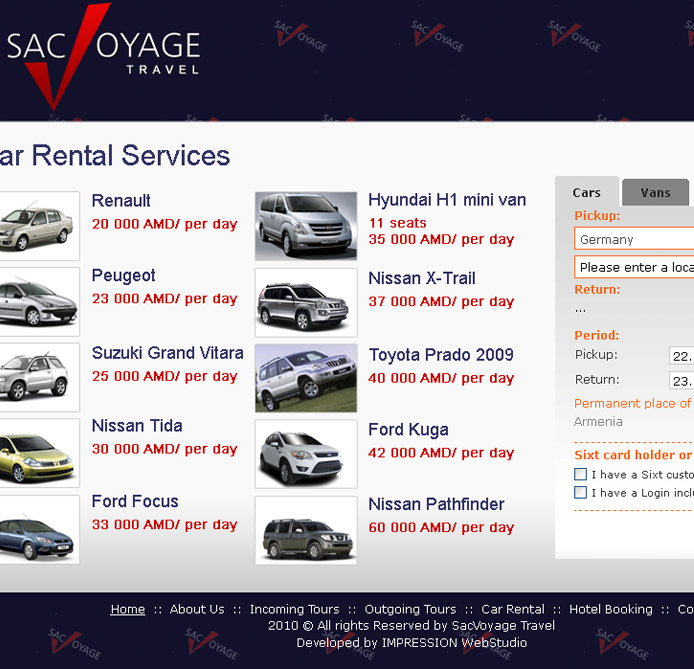 SAC VOYAGE
TRAVEL
ar Rental Services
Renault
20 000 AMD/ per day
Peugeot
23 000 AMD/ per day
Suzuki Grand Vitara
25 000 AMD/ per day
Nissan Tida
30 000 AMD/ per day
Ford Focus
33 000 AMD/ per day
Hyundai H1 mini van
11 seats
35 000 AMD/ per day
Nissan X-Trail
37 000 AMD/ per day
Toyota Prado 2009
40 000 AMD/ per day
Ford Kuga
42 000 AMD/ per day
Nissan Pathfinder
60 000 AMD/ per day
Cars Vans
Pickup:
Germany
Please enter a loca
Return:
...
Period:
Pickup: 22.
Return: 23.
Permanent place of
Armenia
Sixt card holder or
I have a Sixt custo
I have a Login inclu
Home :: About Us :: Incoming Tours :: Outgoing Tours :: Car Rental :: Hotel Booking :: Co
2010 © All rights Reserved by SacVoyage Travel
Developed by IMPRESSION WebStudio